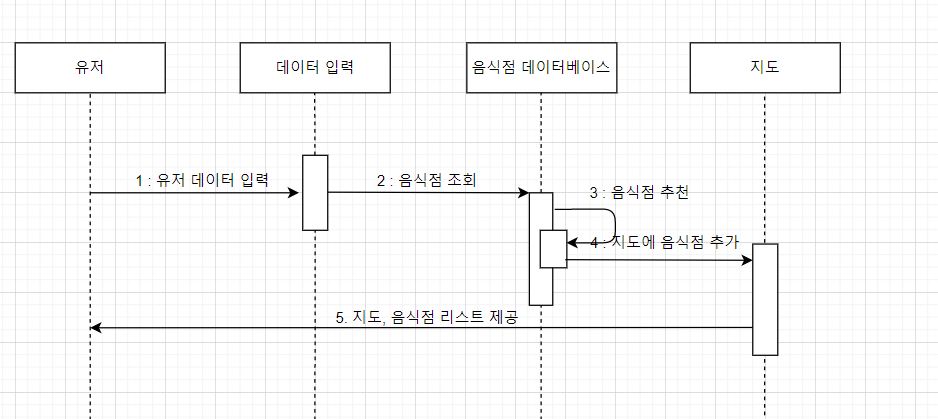 유저
데이터 입력
음식점 데이터베이스
지도
1 : 유저 데이터 입력
2 : 음식점 조회
3 : 음식점 추천
4 : 지도에 음식점 추가
5. 지도, 음식점 리스트 제공